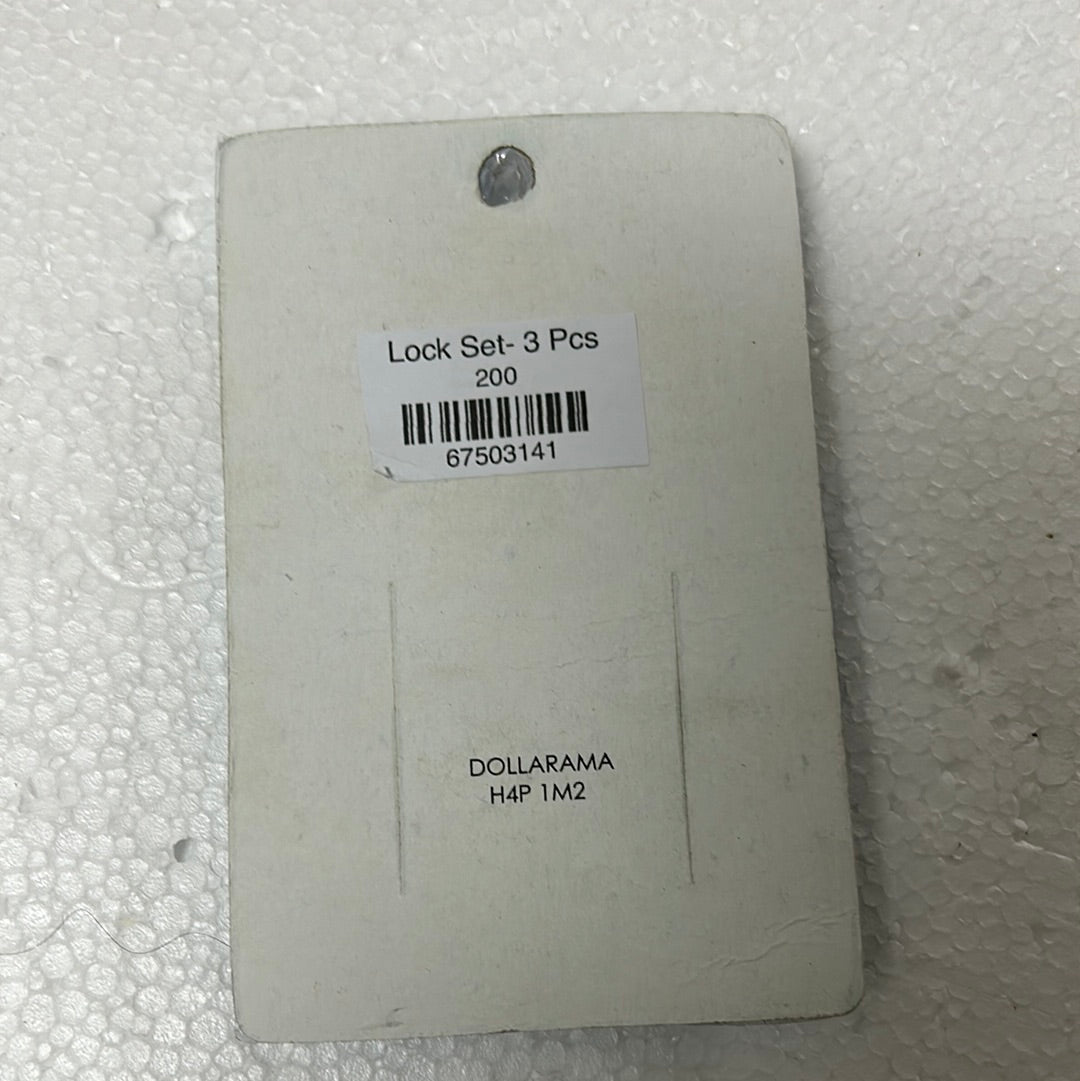 Lock Set- 3 Pcs
200
67503141
DOLLARAMA
H4P 1M2